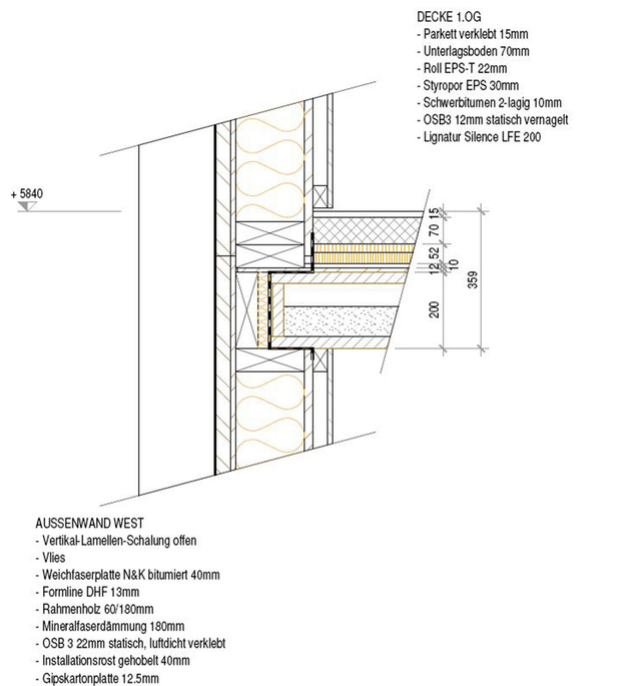 DECKE 1.OG
- Parkett verklebt 15mm
- Unterlagsboden 70mm
- Roll EPS-T 22mm
- Styropor EPS 30mm
- Schwerbitumen 2-lagig 10mm
- OSB3 12mm statisch vernagelt
- Lignatur Silence LFE 200
+ 5840
15
70
52
12
10
200
359
AUSSENWAND WEST
- Vertikal-Lamellen-Schalung offen
- Vlies
- Weichfaserplatte N&K bitumiert 40mm
- Formline DHF 13mm
- Rahmenholz 60/180mm
- Mineralfaserdämmung 180mm
- OSB 3 22mm statisch, luftdicht verklebt
- Installationsrost gehobelt 40mm
- Gipskartonplatte 12.5mm